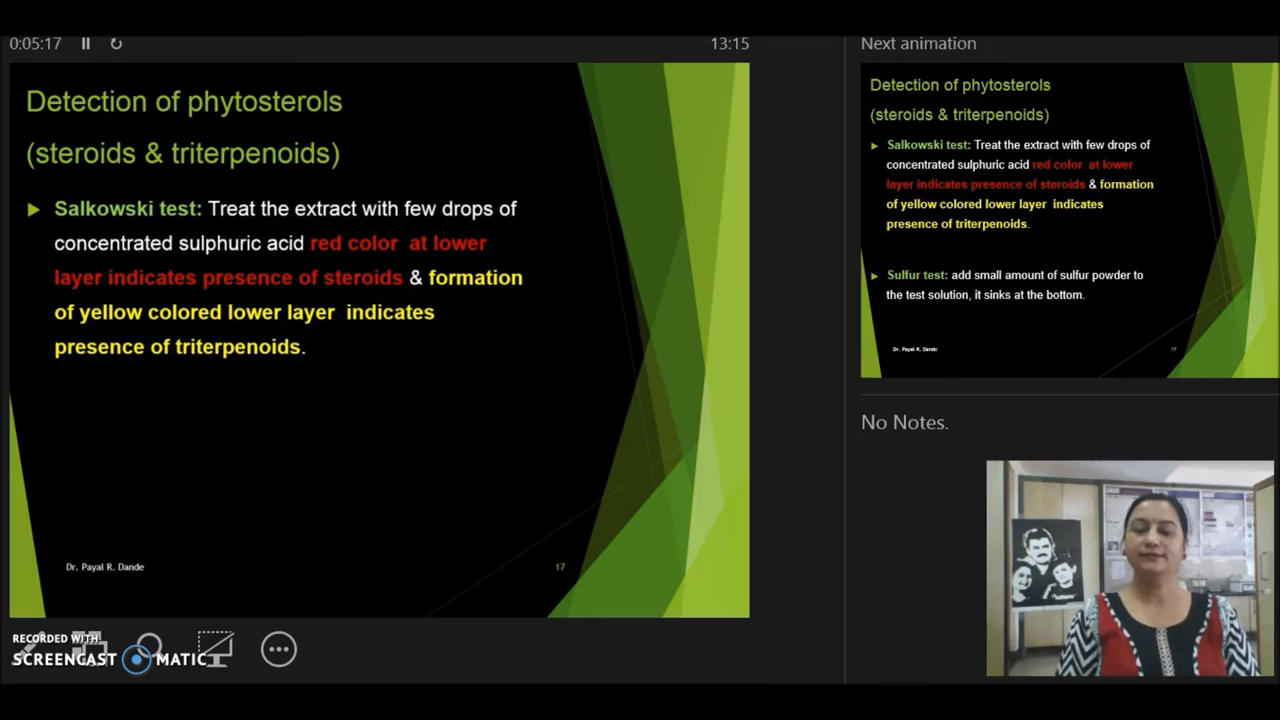 0:05:17
13:15
Next animation
Detection of phytosterols
(steroids & triterpenoids)
Salkowski test: Treat the extract with few drops of
concentrated sulphuric acid red color at lower
layer indicates presence of steroids & formation
of yellow colored lower layer indicates
presence of triterpenoids.
Dr. Payal R. Dande
17
Detection of phytosterols
(steroids & triterpenoids)
Salkowski test: Treat the extract with few drops of
concentrated sulphuric acid red color at lower
layer indicates presence of steroids & formation
of yellow colored lower layer indicates
presence of triterpenoids.
Sulfur test: add small amount of sulfur powder to
the test solution, it sinks at the bottom.
Dr. Payal R. Dande
17
No Notes.
RECORDED WITH
SCREENCAST MATIC